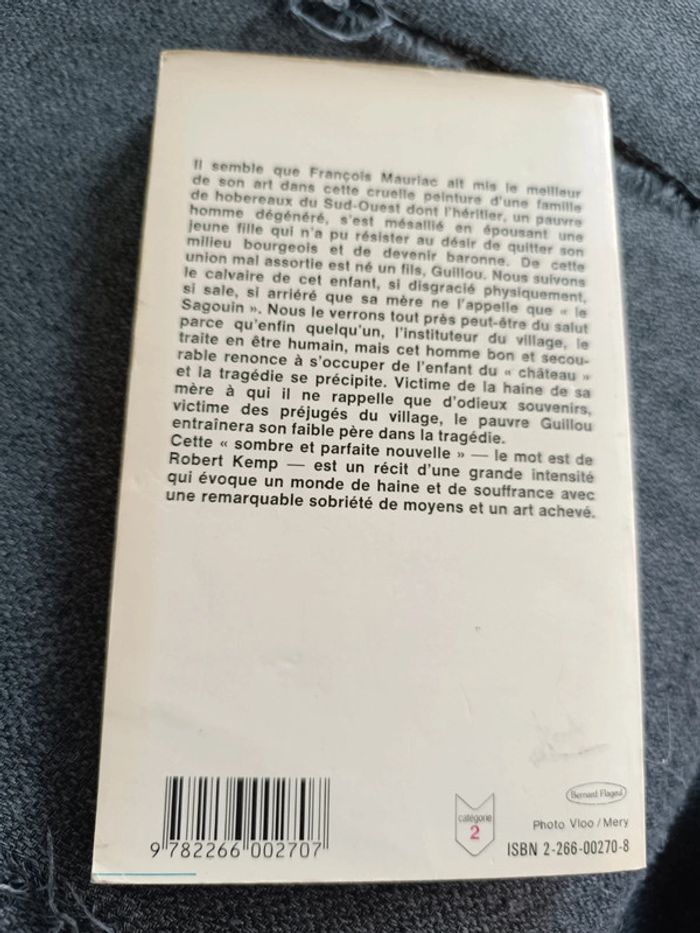 Il semble que François Mauriac ait mis le meilleur
de son art dans cette cruelle peinture d'une famille
de hobereaux du Sud-Ouest dont l'héritier, un pauvre
homme dégénéré, s'est mésallié en épousant une
jeune fille qui n'a pu résister au désir de quitter son
milieu bourgeois et de devenir baronne. De cette
union mal assortie est né un fils, Guillou. Nous suivons
le calvaire de cet enfant, si disgracié physiquement,
si sale, si arriéré que sa mère ne l'appelle que « le
Sagouin ». Nous le verrons tout près peut-être du salut
parce qu'enfin quelqu'un, l'instituteur du village, le
traite en être humain, mais cet homme bon et secou-
rable renonce à s'occuper de l'enfant du « château »
et la tragédie se précipite. Victime de la haine de sa
mère à qui il ne rappelle que d'odieux souvenirs,
victime des préjugés du village, le pauvre Guillou
entraînera son faible père dans la tragédie.
Cette « sombre et parfaite nouvelle » — le mot est de
Robert Kemp — est un récit d'une grande intensité
qui évoque un monde de haine et de souffrance avec
une remarquable sobriété de moyens et un art achevé.
9 782266 002707
catégorie
2
Photo Vloo / Mery
ISBN 2-266-00270-8